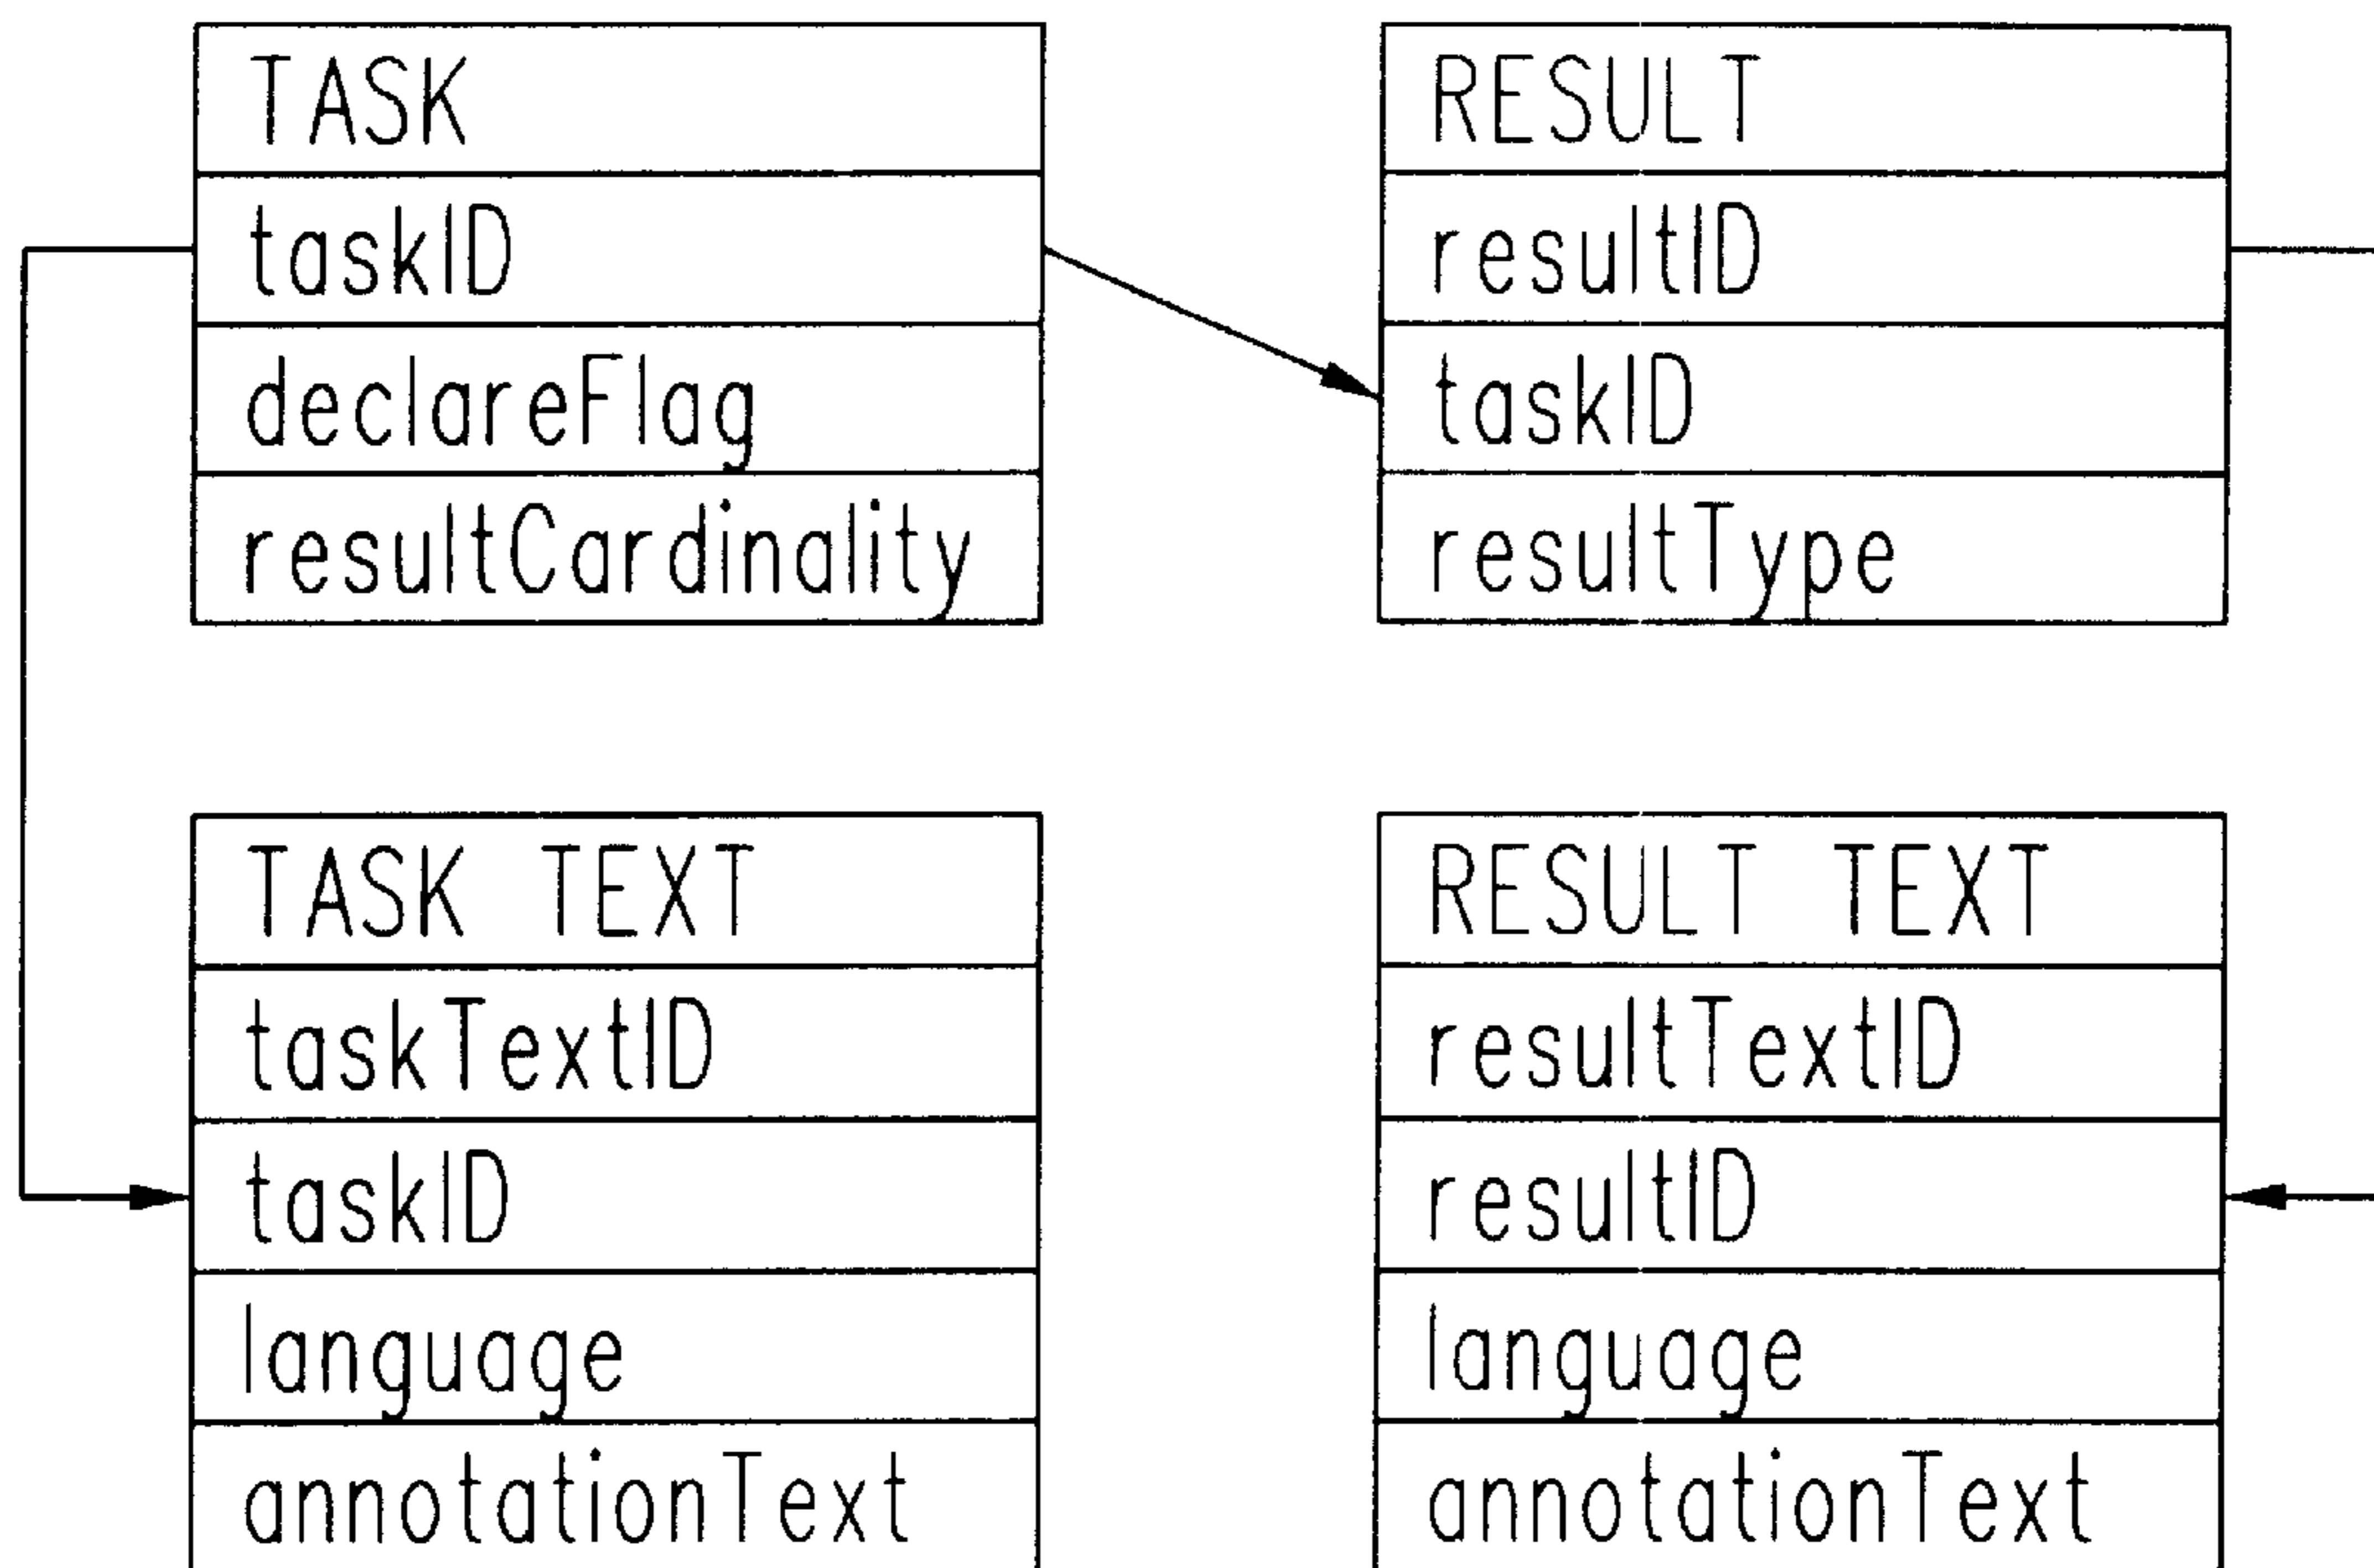 TASK
taskID
declareFlag
resultCardinality
RESULT
resultID
taskID
resultType
TASK TEXT
taskTextID
taskID
language
annotationText
RESULT TEXT
resultTextID
resultID
language
annotationText